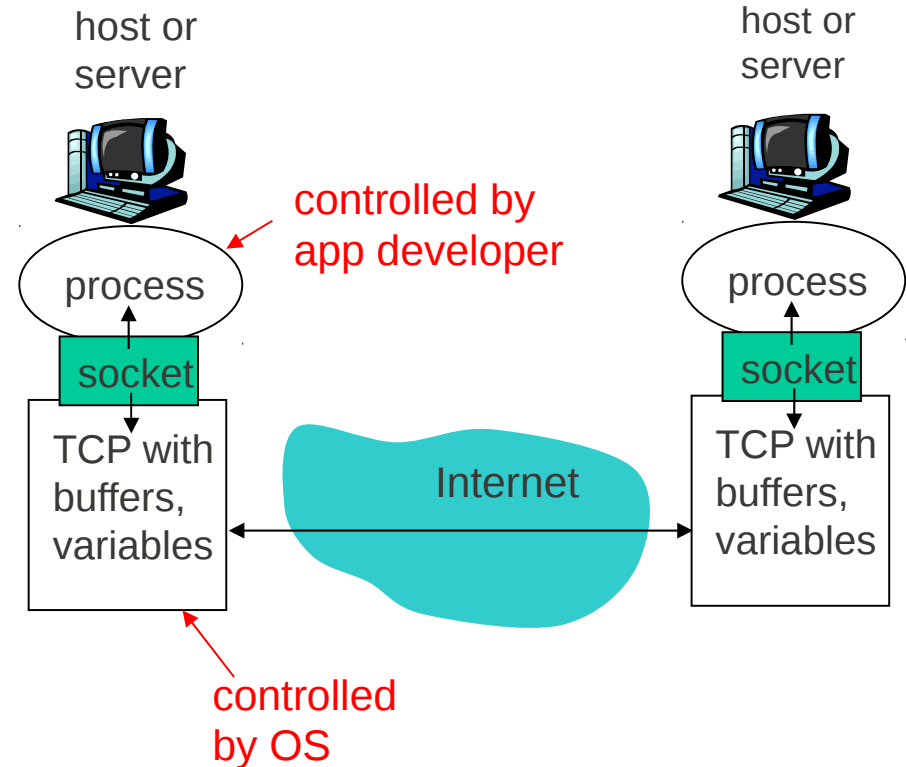 host or
server
host or
server
controlled by
app developer
process
process
socket
socket
TCP with
buffers,
variables
Internet
TCP with
buffers,
variables
controlled
by OS